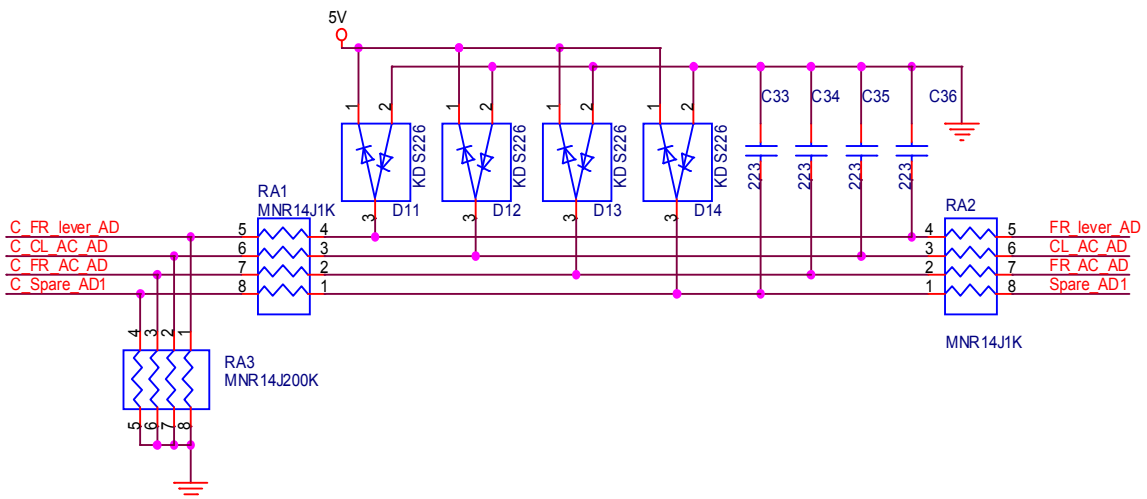 5V
1 2 1 2 1 2 1 2
KDS226 KDS226 KDS226 KDS226
C33 C34 C35 C36
223 223 223 223
3 D11 3 D12 3 D13 3 D14
RA1
MNR14J1K
RA2
C_FR_lever_AD 5 4 4 5 FR_lever_AD
C_CL_AC_AD 6 3 3 6 CL_AC_AD
C_FR_AC_AD 7 2 2 7 FR_AC_AD
C_Spare_AD1 8 1 1 8 Spare_AD1
MNR14J1K
4 3 2 1
RA3
MNR14J200K
5 6 7 8